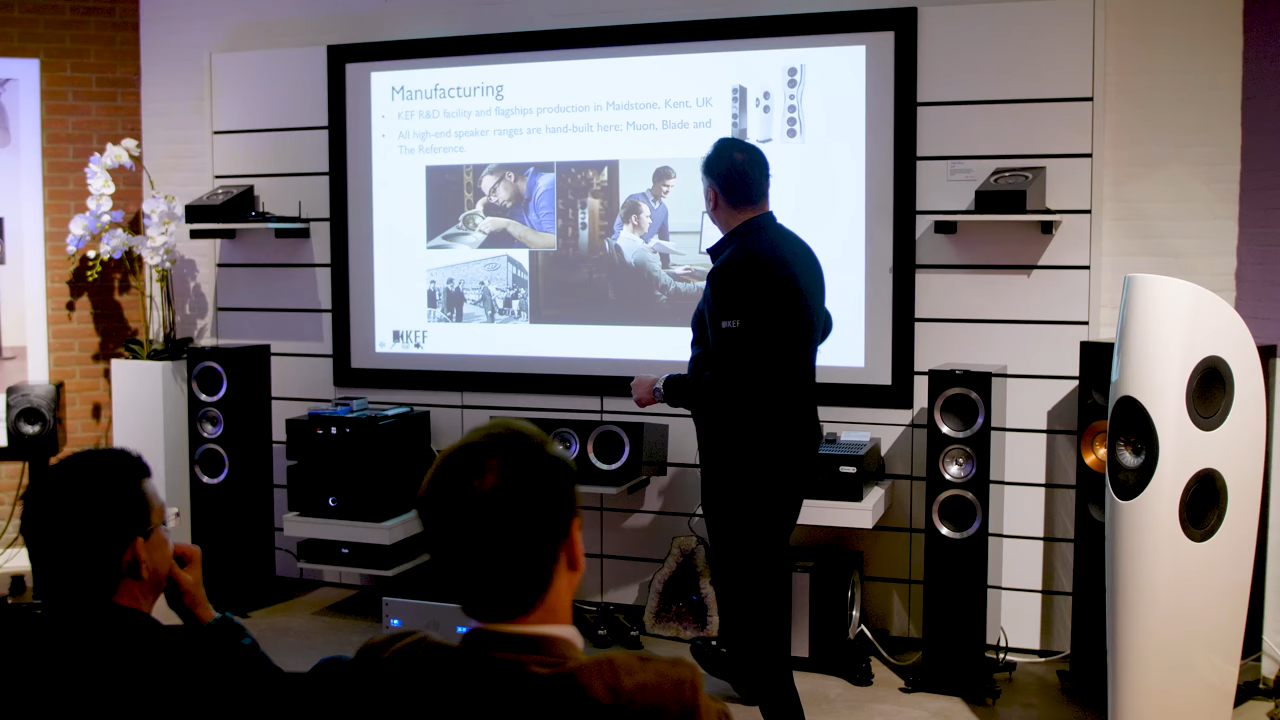 Manufacturing
• KEF R&D facility and flagships production in Maidstone, Kent, UK
• All high-end speaker ranges are hand-built here; Muon, Blade and
The Reference.
KEF
KEF